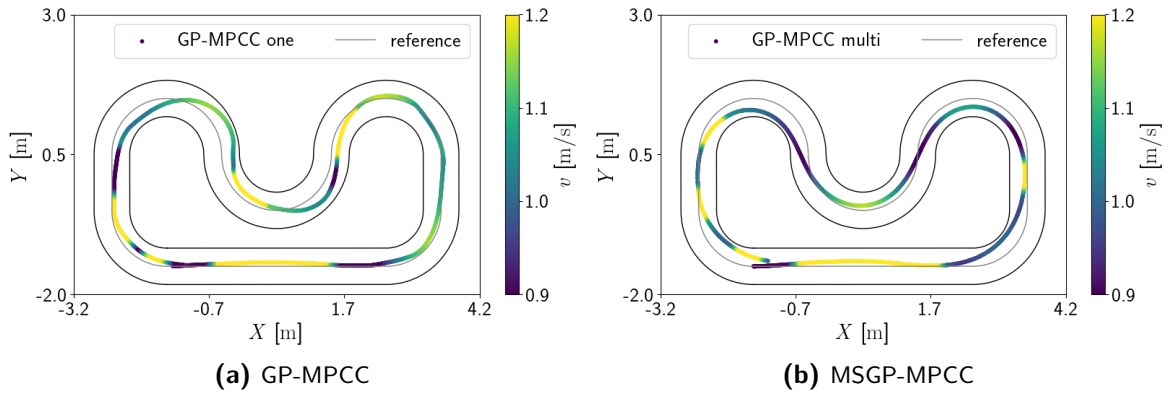 3.0
GP-MPCC one
reference
Y [m]
0.5
-2.0
-3.2
-0.7
1.7
4.2
X [m]
1.2
1.1
1.0
0.9
v [m/s]
(a) GP-MPCC
3.0
GP-MPCC multi
reference
Y [m]
0.5
-2.0
-3.2
-0.7
1.7
4.2
X [m]
1.2
1.1
1.0
0.9
v [m/s]
(b) MSGP-MPCC